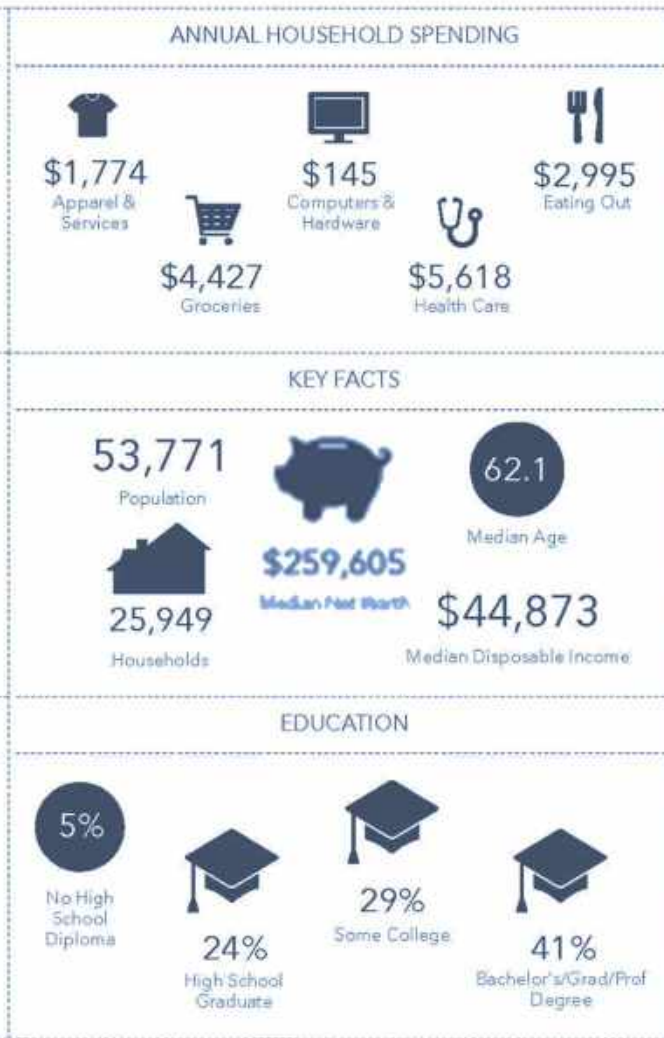 ANNUAL HOUSEHOLD SPENDING
$1,774
Apparel &
Services
$145
Computers &
Hardware
$2,995
Eating Out
$4,427
Groceries
$5,618
Health Care
KEY FACTS
53,771
Population
$259,605
Median Net Worth
62.1
Median Age
25,949
Households
$44,873
Median Disposable Income
EDUCATION
5%
No High
School
Diploma
24%
High School
Graduate
29%
Some College
41%
Bachelor's/Grad/Prof
Degree